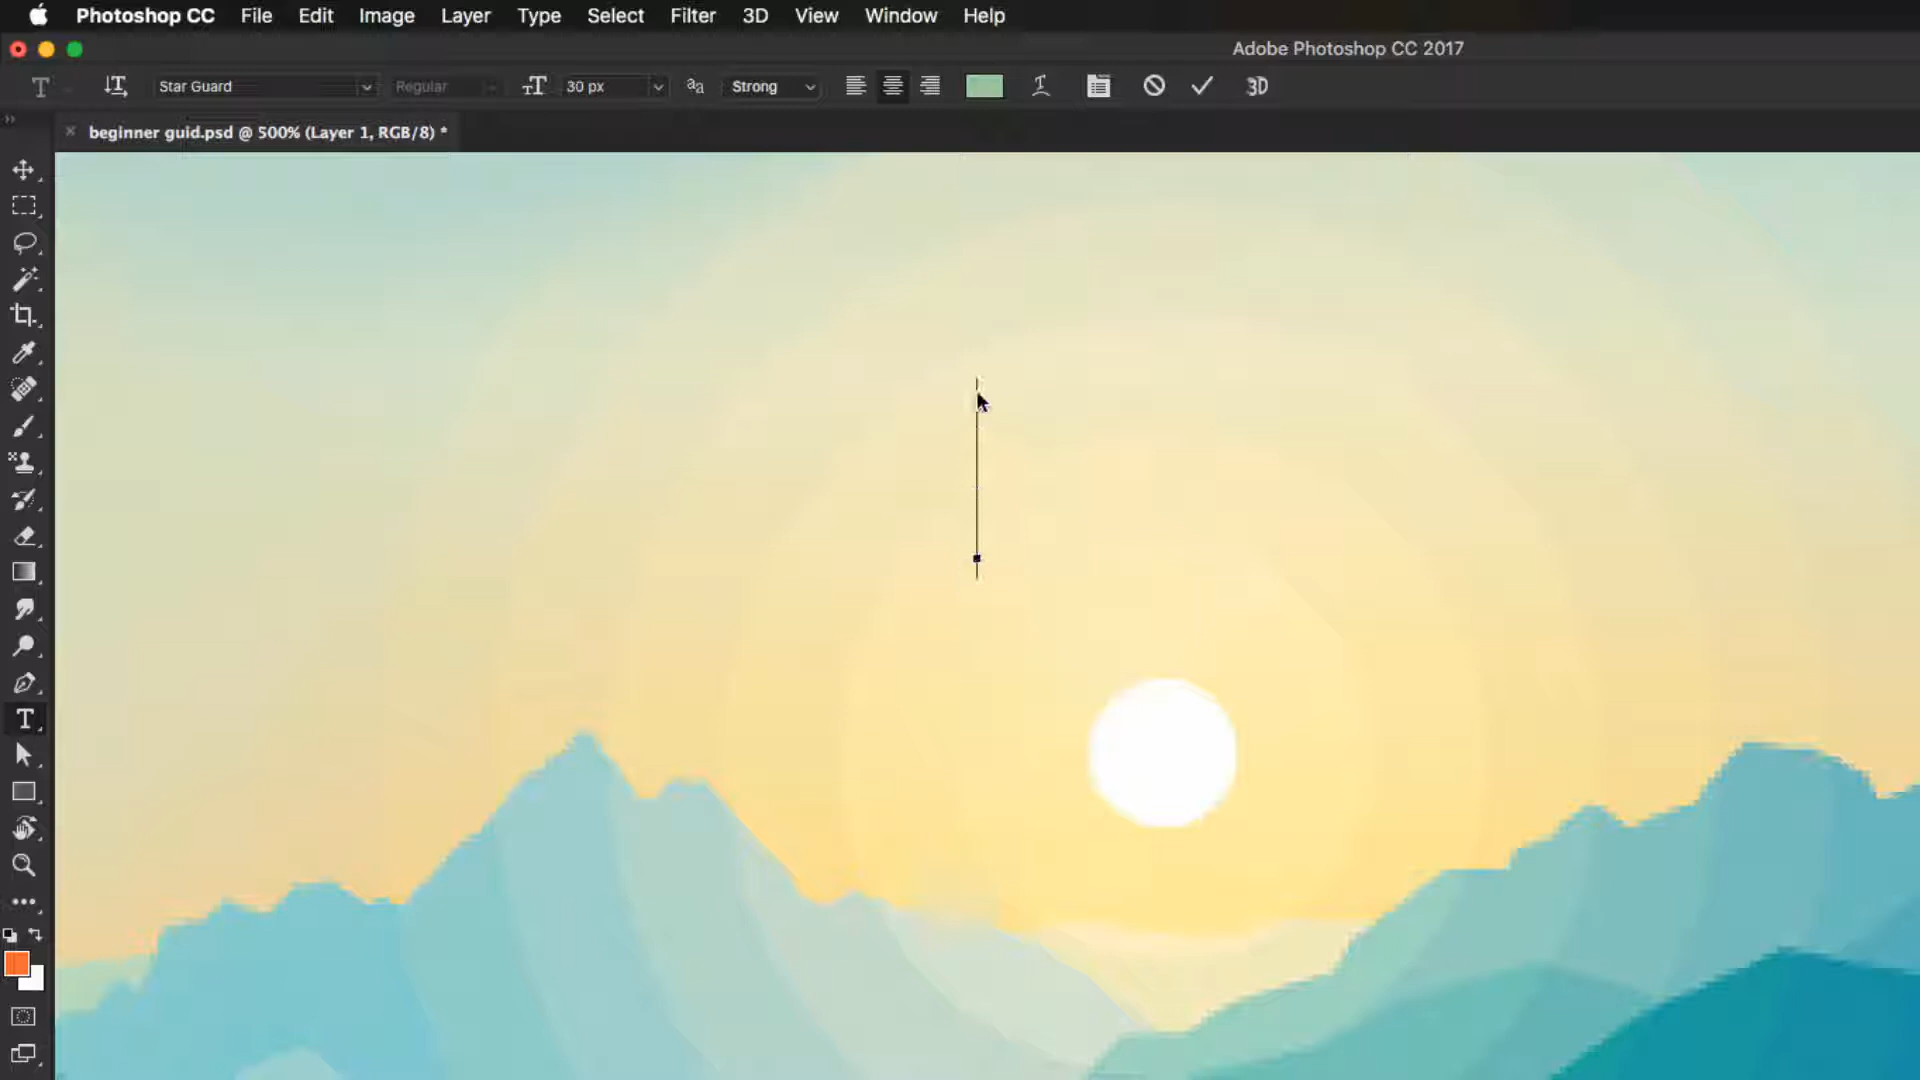 Photoshop CC File Edit Image Layer Type Select Filter 3D View Window Help
Adobe Photoshop CC 2017
Star Guard Regular 30 px aa Strong 3D
beginner guid.psd @ 500% (Layer 1, RGB/8) *